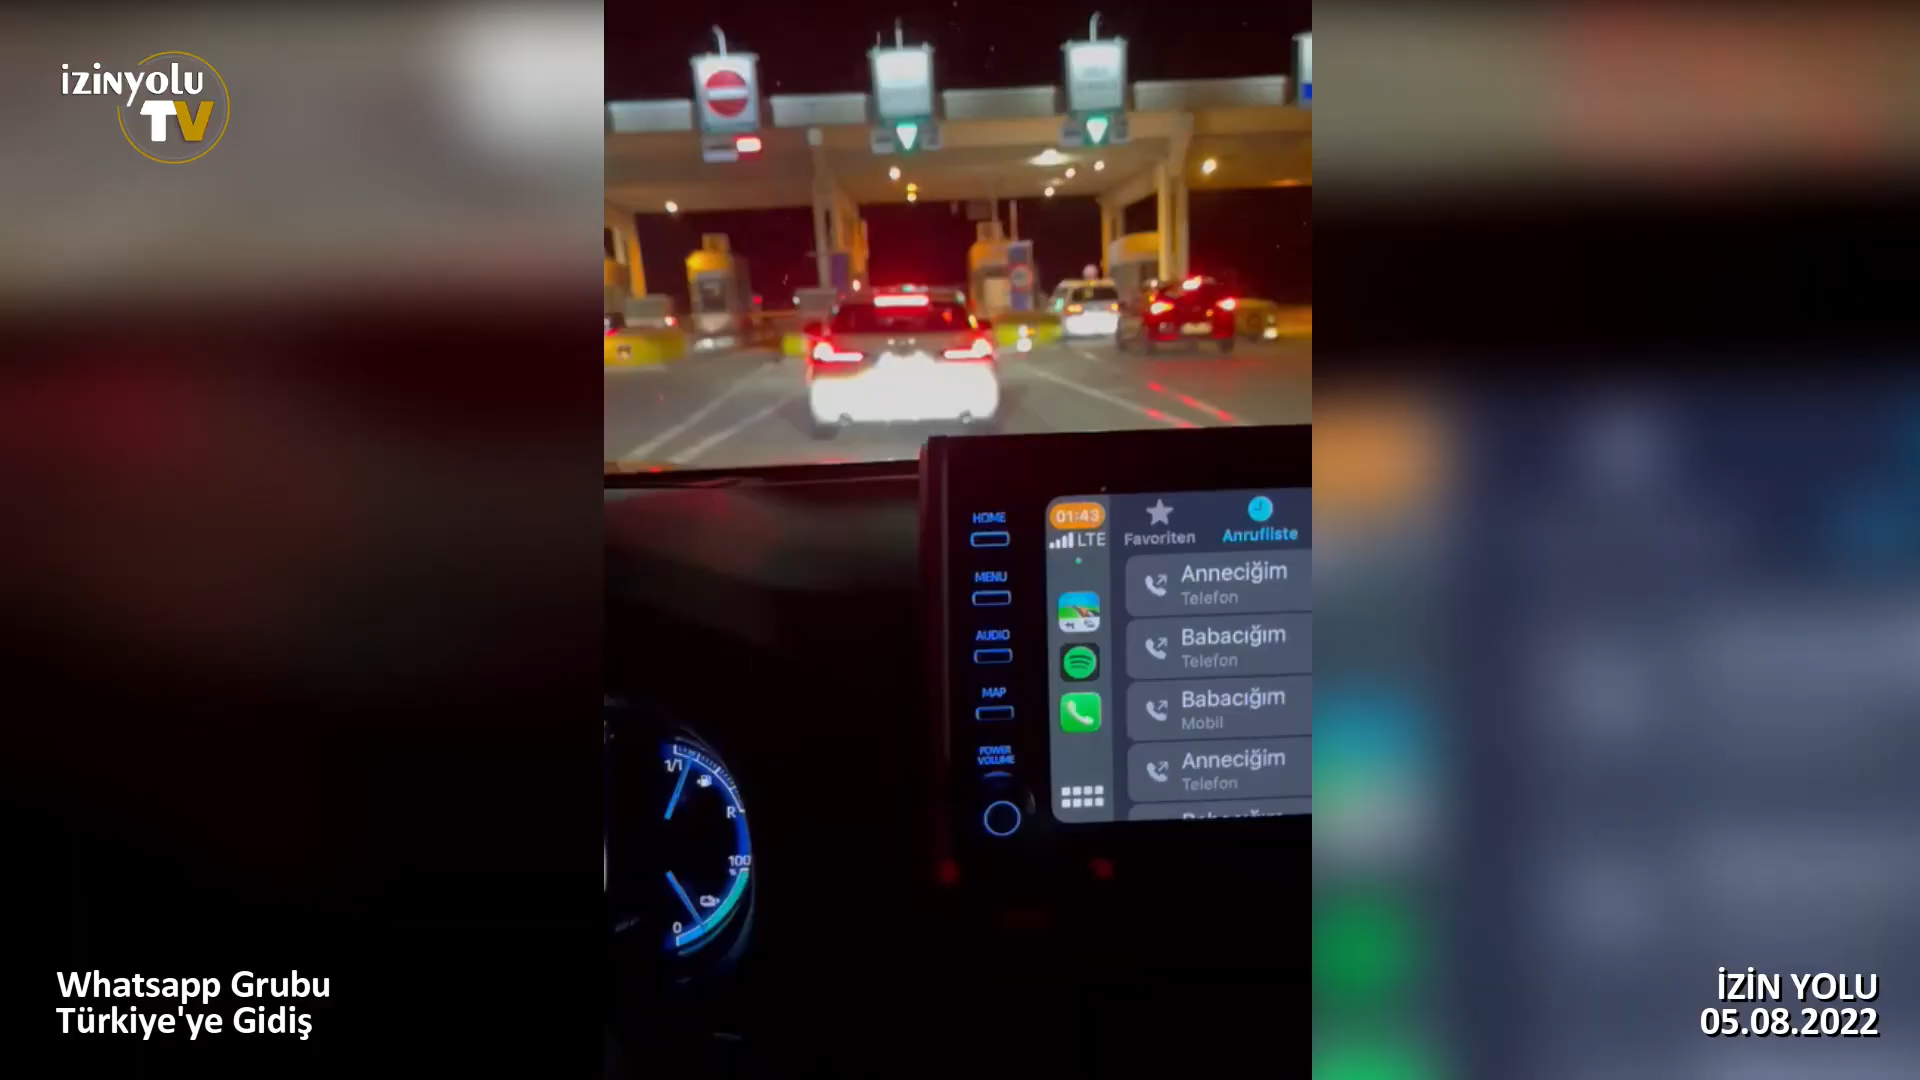 izinyolu
TV
HOME
MENU
AUDIO
MAP
POWER
VOLUME
01:43
LTE
Favoriten
Anrufliste
Anneciğim
Telefon
Babacığım
Telefon
Babacığım
Mobil
Anneciğim
Telefon
1/1
R
100
%
0
Whatsapp Grubu
Türkiye'ye Gidiş
İZİN YOLU
05.08.2022